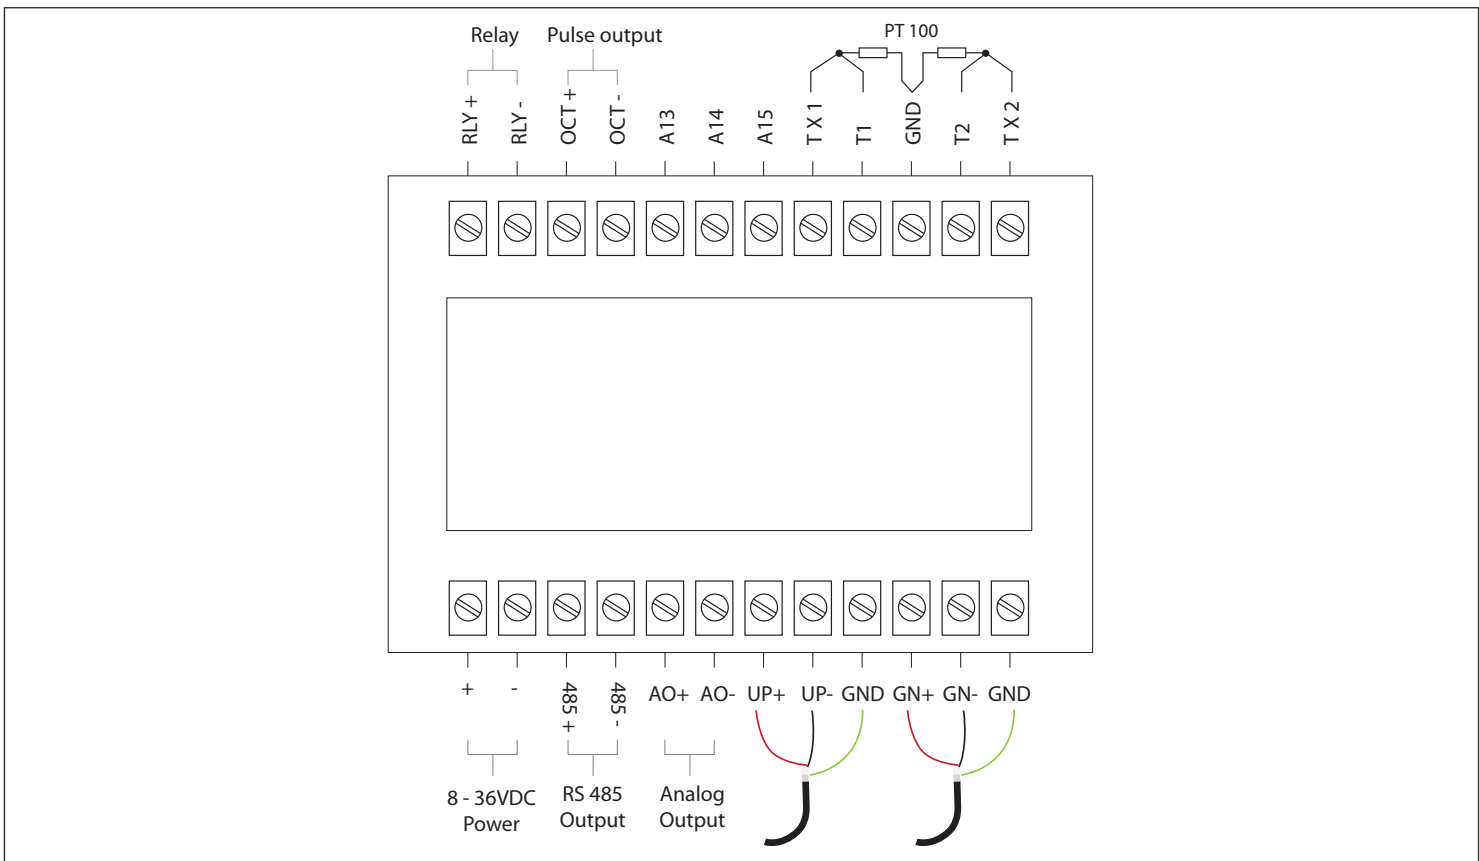 Relay
Pulse output
PT 100
RLY +
RLY -
OCT +
OCT -
A13
A14
A15
T X 1
T1
GND
T2
T X 2
+
-
485 +
485 -
AO+
AO-
UP+
UP-
GND
GN+
GN-
GND
8 - 36VDC
Power
RS 485
Output
Analog
Output